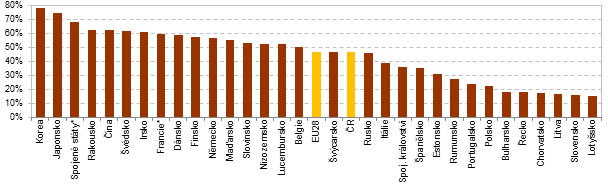 80%
70%
60%
50%
40%
30%
20%
10%
0%
Korea
Japonsko
Spojené státy*
Rakousko
Čína
Švédsko
Irsko
Francie*
Dánsko
Finsko
Německo
Maďarsko
Slovinsko
Nizozemsko
Lucembursko
Belgie
EU28
Švýcarsko
ČR
Rusko
Itálie
Spoj. království
Španělsko
Estonsko
Rumunsko
Portugalsko
Polsko
Bulharsko
Řecko
Chorvatsko
Litva
Slovensko
Lotyšsko